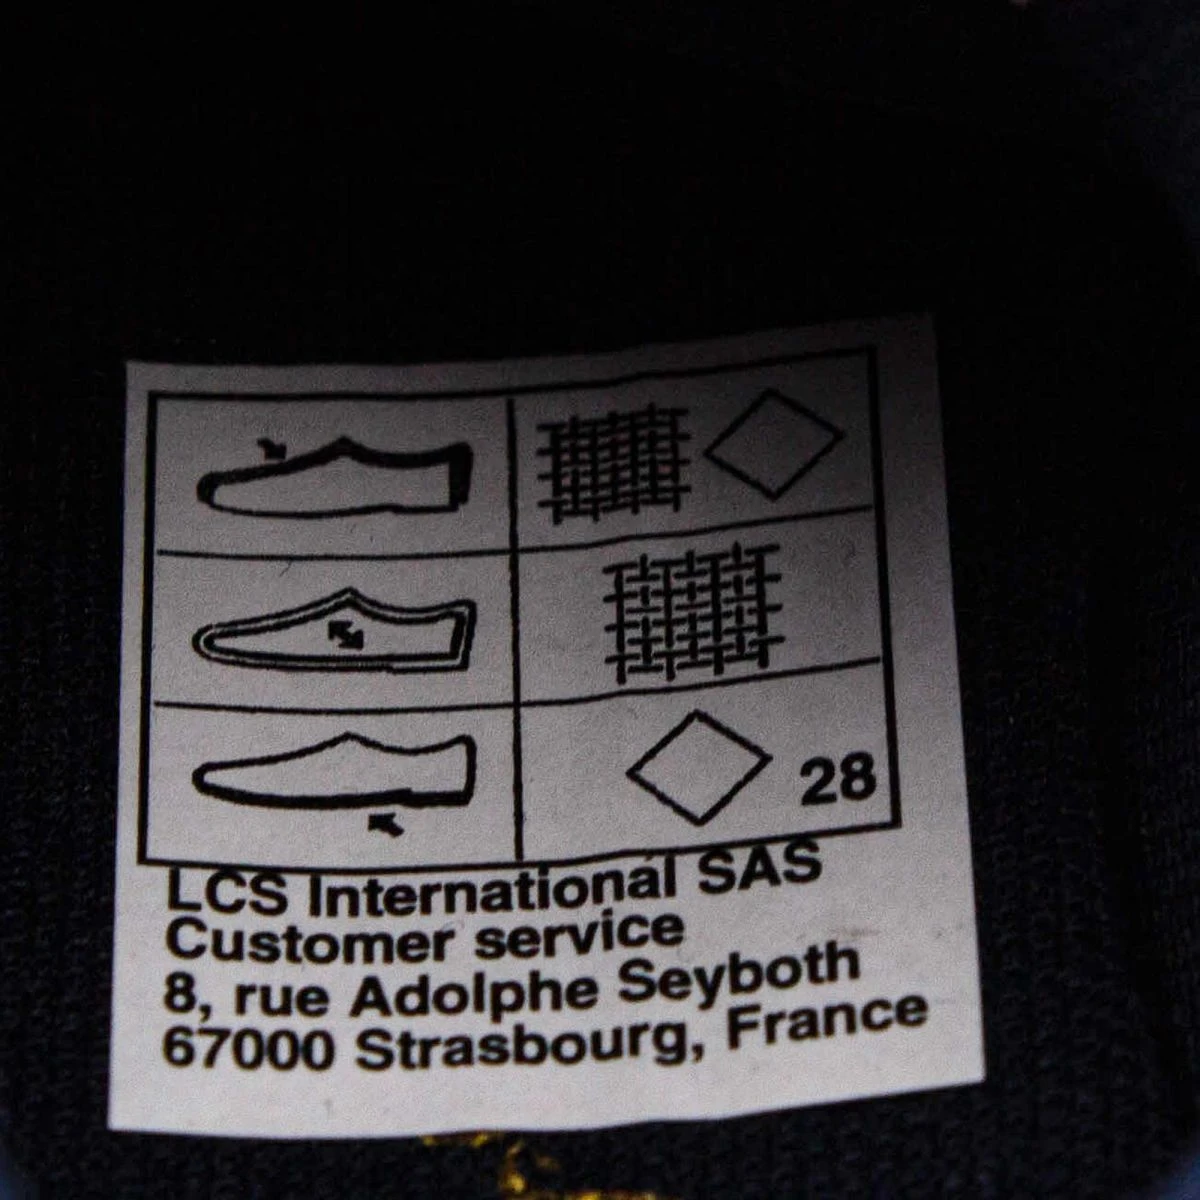 28
LCS International SAS
Customer service
8, rue Adolphe Seyboth
67000 Strasbourg, France